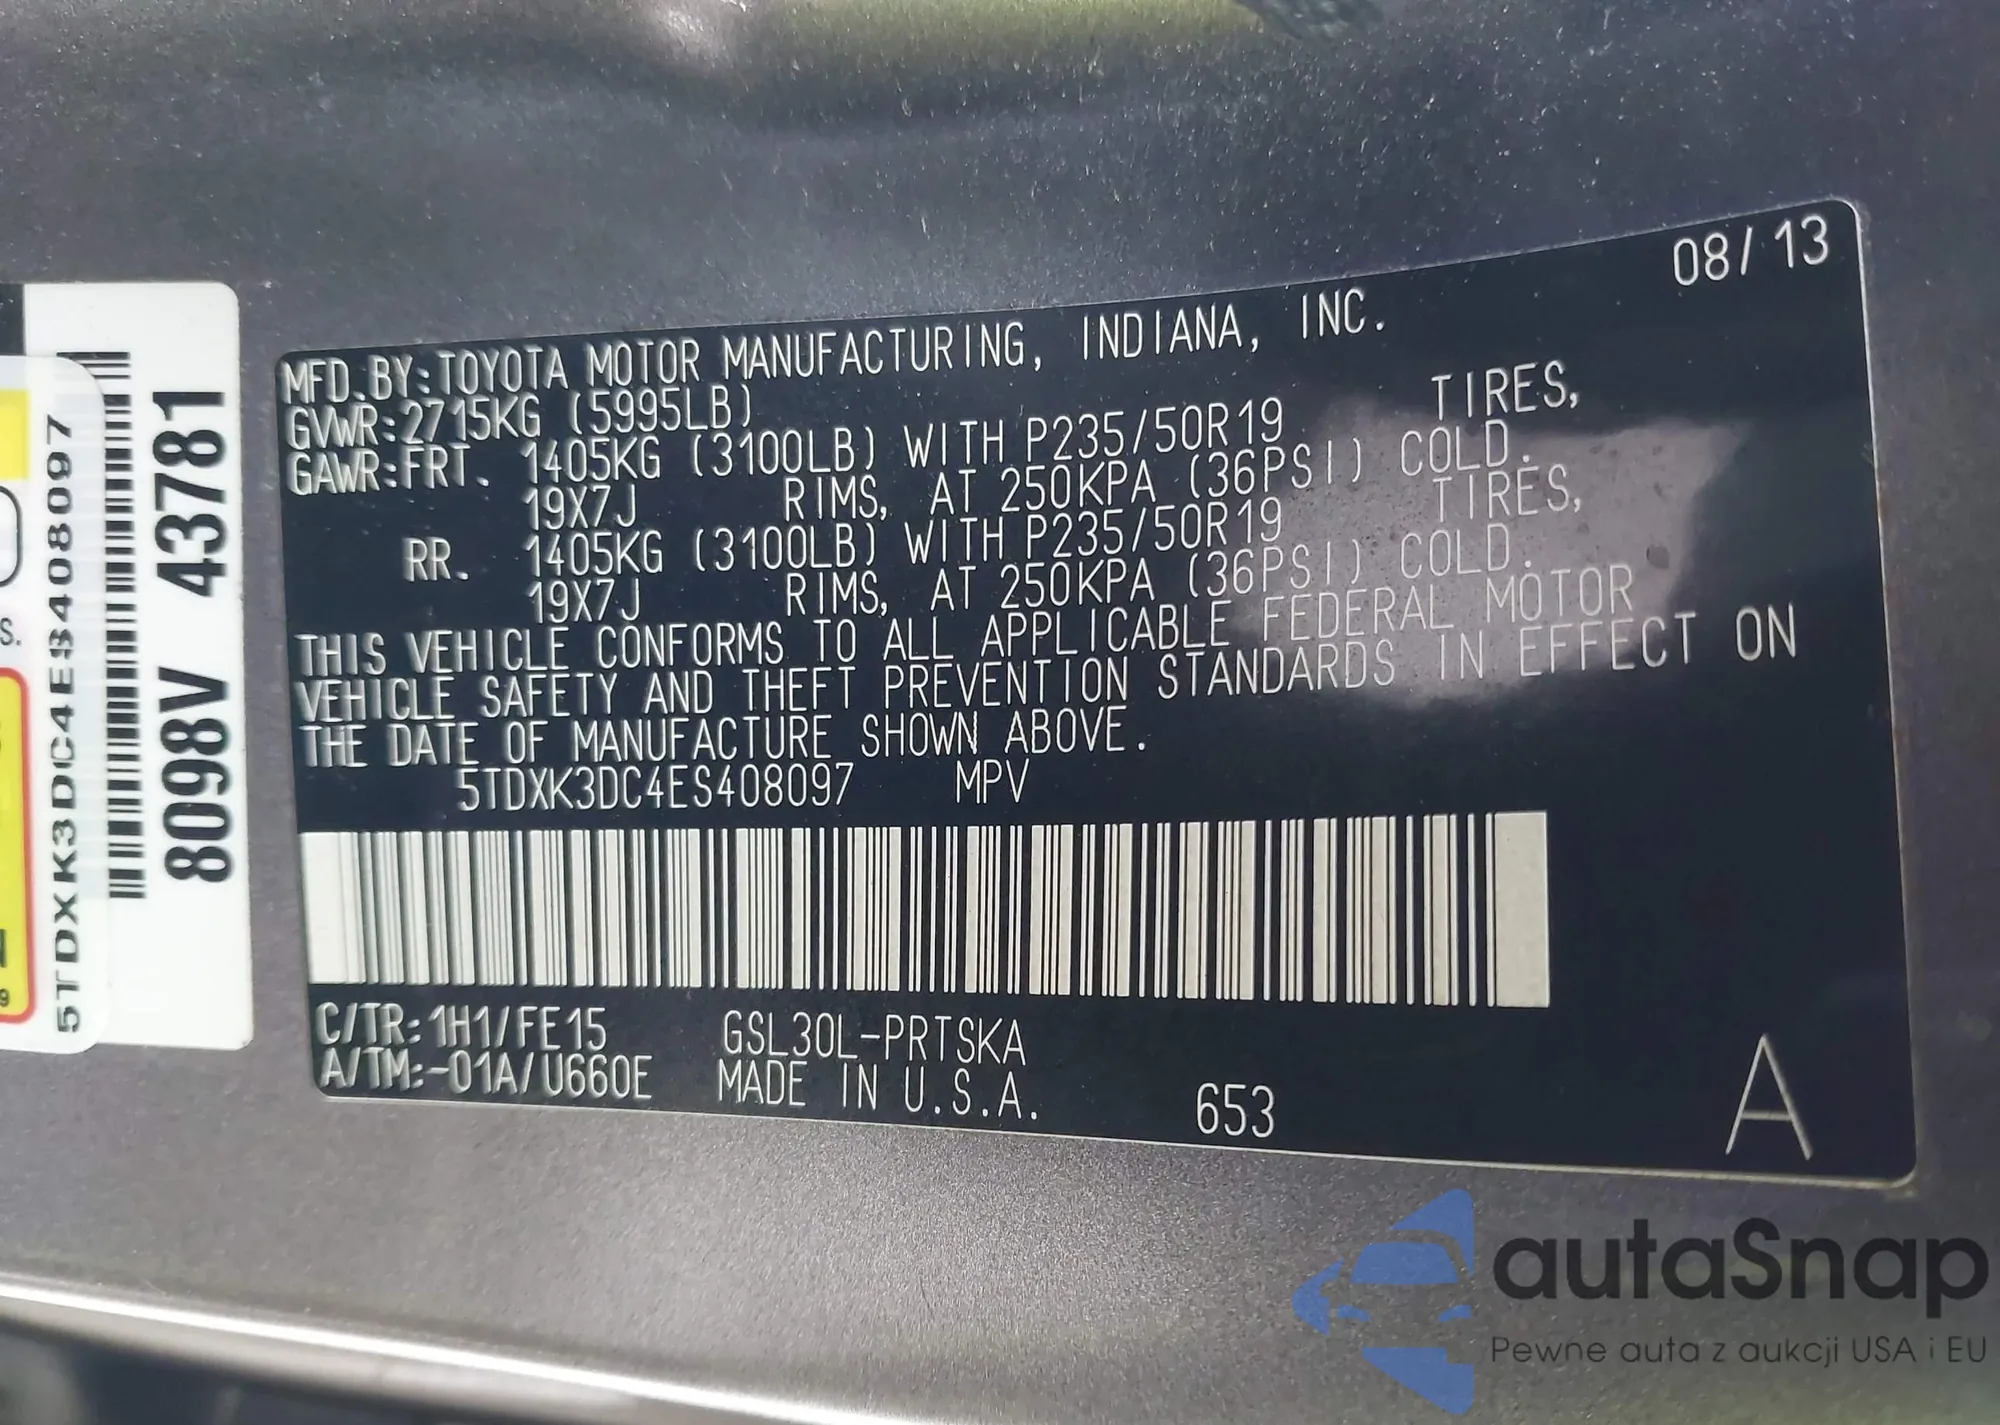 08/13
MFD.BY:TOYOTA MOTOR MANUFACTURING, INDIANA, INC.
GVWR:2715KG (5995LB)
GAWR:FRT. 1405KG (3100LB) WITH P235/50R19 TIRES,
19X7J RIMS, AT 250KPA (36PSI) COLD.
RR. 1405KG (3100LB) WITH P235/50R19 TIRES,
19X7J RIMS, AT 250KPA (36PSI) COLD.
THIS VEHICLE CONFORMS TO ALL APPLICABLE FEDERAL MOTOR
VEHICLE SAFETY AND THEFT PREVENTION STANDARDS IN EFFECT ON
THE DATE OF MANUFACTURE SHOWN ABOVE.
5TDXK3DC4ES408097 MPV
C/TR:1H1/FE15 GSL30L-PRTSKA
A/TM:-01A/U660E MADE IN U.S.A. 653
A
5TDXK3DC4ES408097
8098V 43781
S.
9
autaSnap
Pewne auta z aukcji USA i EU